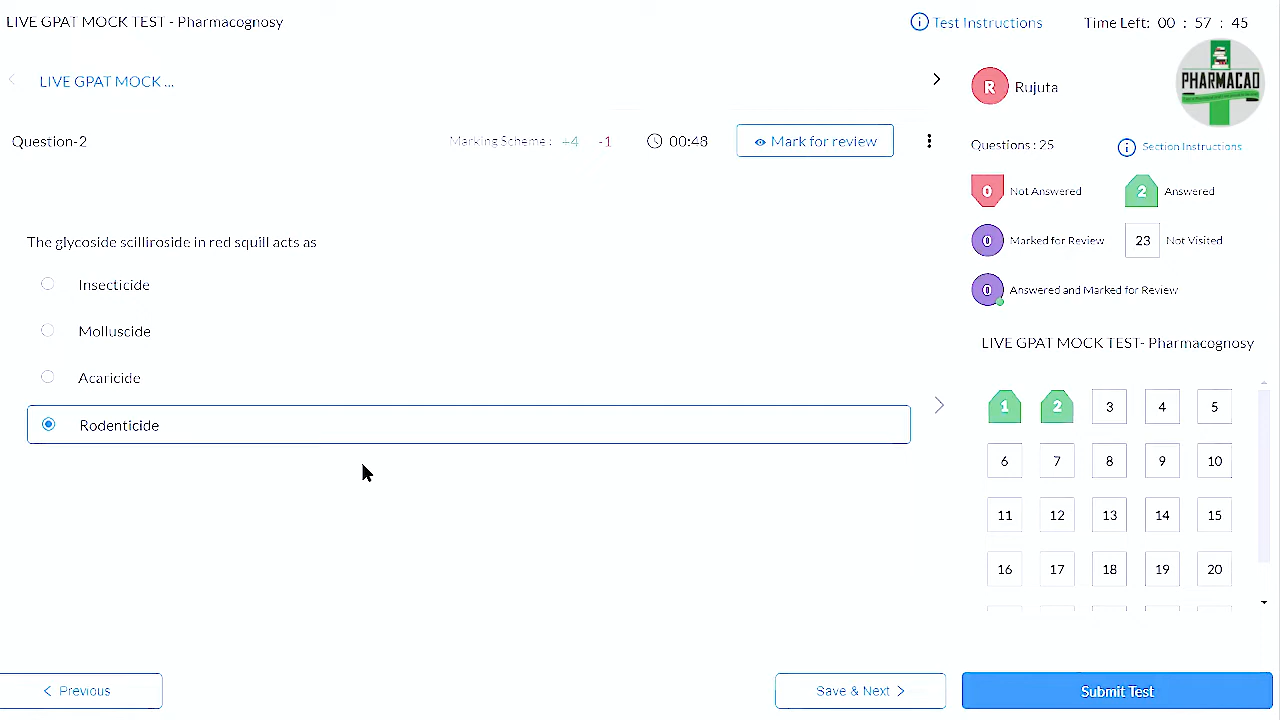 LIVE GPAT MOCK TEST - Pharmacognosy
Test Instructions
Time Left: 00 : 57 : 45
LIVE GPAT MOCK ...
R
Rujuta
PHARMACAD
Question-2
Marking Scheme : +4 -1
00:48
Mark for review
Questions : 25
Section Instructions
0 Not Answered
2 Answered
0 Marked for Review
23 Not Visited
0 Answered and Marked for Review
The glycoside scilliroside in red squill acts as
Insecticide
Molluscide
Acaricide
Rodenticide
LIVE GPAT MOCK TEST- Pharmacognosy
1 2 3 4 5
6 7 8 9 10
11 12 13 14 15
16 17 18 19 20
Previous
Save & Next
Submit Test